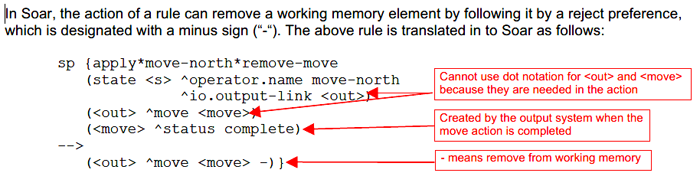 In Soar, the action of a rule can remove a working memory element by following it by a reject preference,
which is designated with a minus sign (“-“). The above rule is translated in to Soar as follows:
sp {apply*move-north*remove-move
(state <s> ^operator.name move-north
^io.output-link <out>)
(<out> ^move <move>)
(<move> ^status complete)
-->
(<out> ^move <move> -)}
Cannot use dot notation for <out> and <move>
because they are needed in the action
Created by the output system when the
move action is completed
- means remove from working memory